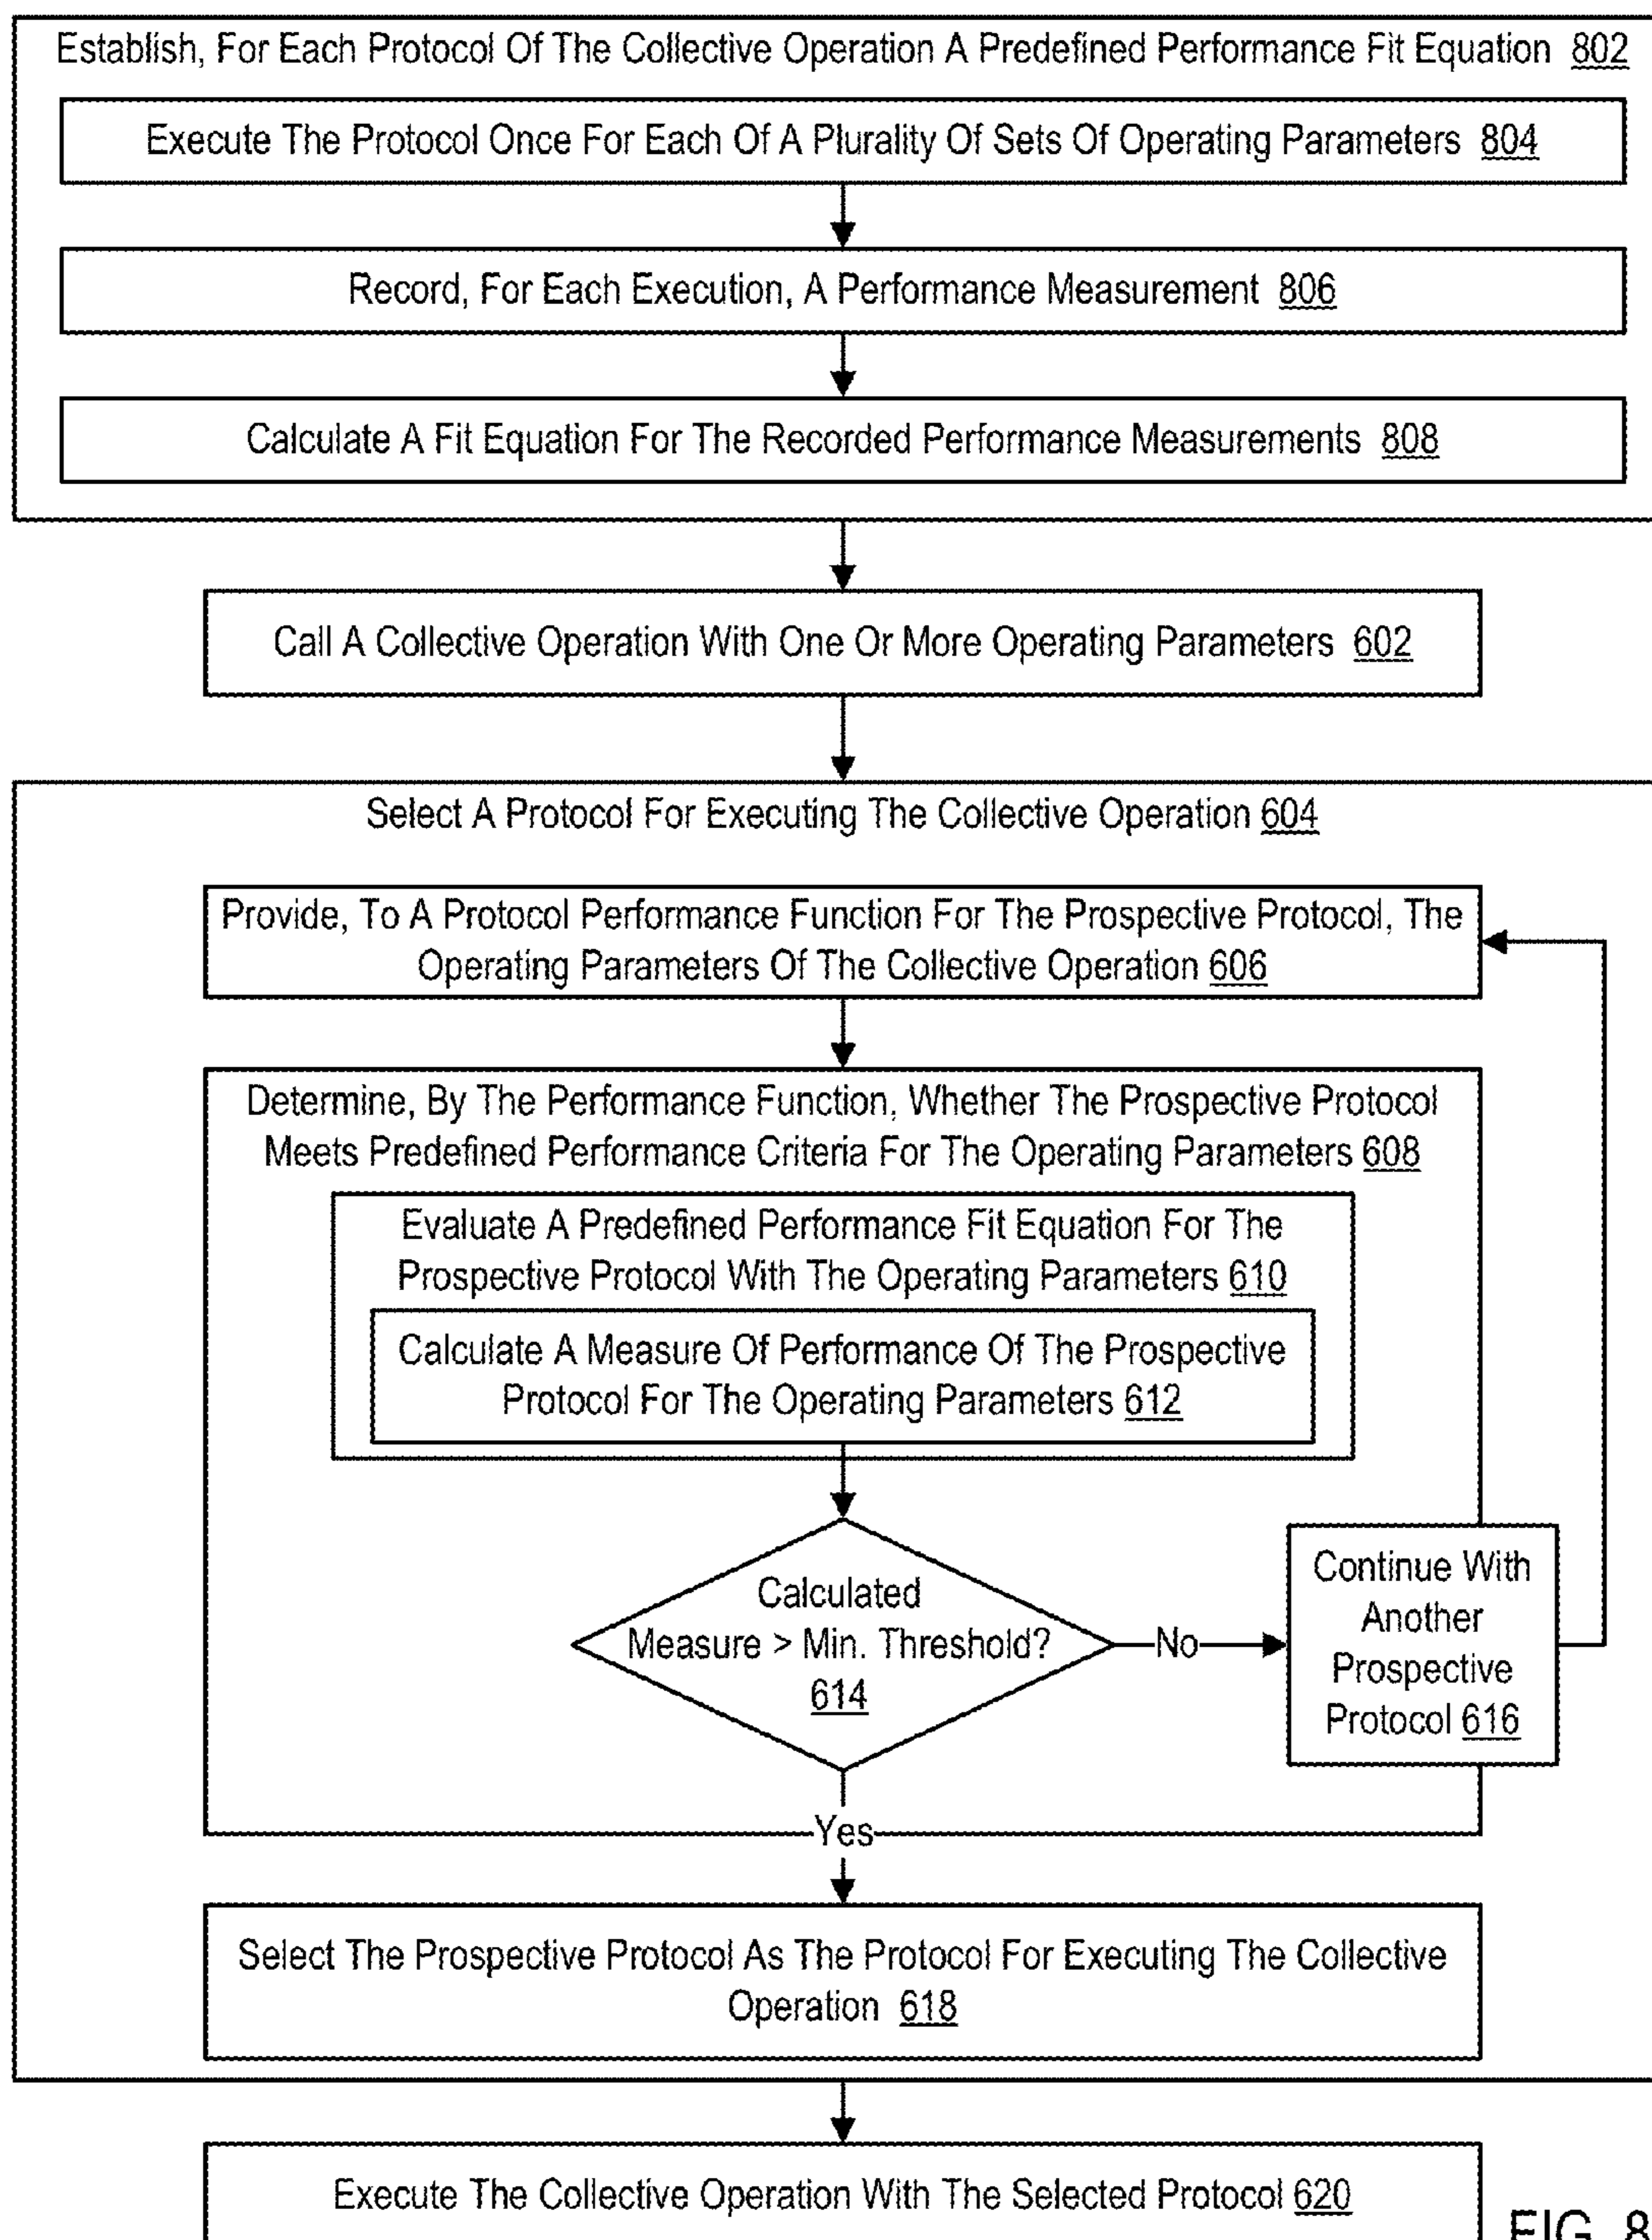 Establish, For Each Protocol Of The Collective Operation A Predefined Performance Fit Equation 802
Execute The Protocol Once For Each Of A Plurality Of Sets Of Operating Parameters 804
Record, For Each Execution, A Performance Measurement 806
Calculate A Fit Equation For The Recorded Performance Measurements 808
Call A Collective Operation With One Or More Operating Parameters 602
Select A Protocol For Executing The Collective Operation 604
Provide, To A Protocol Performance Function For The Prospective Protocol, The
Operating Parameters Of The Collective Operation 606
Determine, By The Performance Function, Whether The Prospective Protocol
Meets Predefined Performance Criteria For The Operating Parameters 608
Evaluate A Predefined Performance Fit Equation For The
Prospective Protocol With The Operating Parameters 610
Calculate A Measure Of Performance Of The Prospective
Protocol For The Operating Parameters 612
Calculated
Measure > Min. Threshold?
614
No
Continue With
Another
Prospective
Protocol 616
Yes
Select The Prospective Protocol As The Protocol For Executing The Collective
Operation 618
Execute The Collective Operation With The Selected Protocol 620
FIG. 8